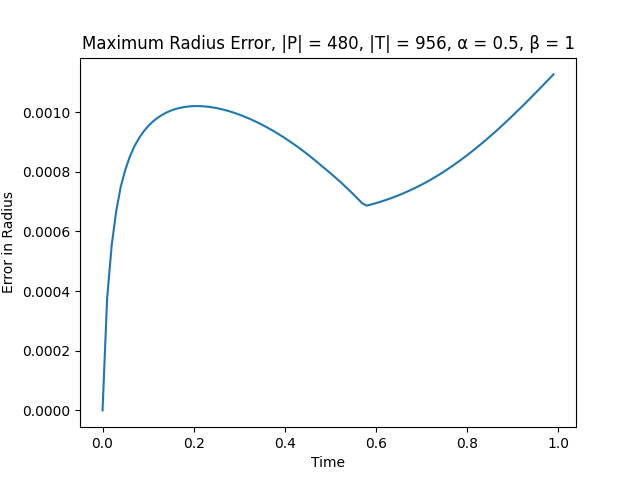 Maximum Radius Error, |P| = 480, |T| = 956, α = 0.5, β = 1
Error in Radius
0.0010
0.0008
0.0006
0.0004
0.0002
0.0000
0.0 0.2 0.4 0.6 0.8 1.0
Time